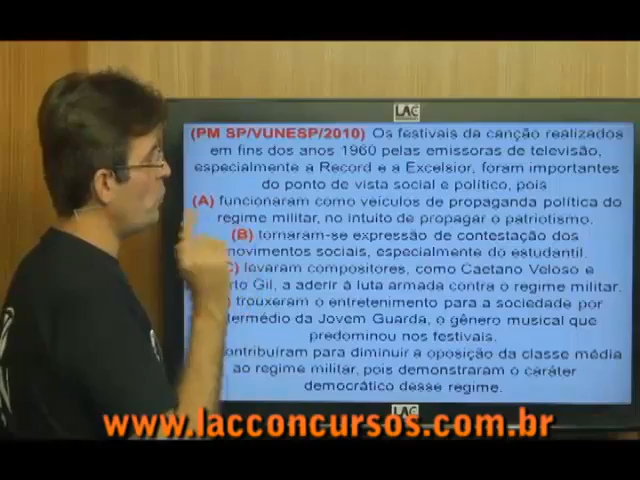 LAC
(PM SP/VUNESP/2010) Os festivais da canção realizados
em fins dos anos 1960 pelas emissoras de televisão,
especialmente a Record e a Excelsior, foram importantes
do ponto de vista social e político, pois
(A) funcionaram como veículos de propaganda política do
regime militar, no intuito de propagar o patriotismo.
(B) tornaram-se expressão de contestação dos
movimentos sociais, especialmente do estudantil.
C) levaram compositores, como Caetano Veloso e
rto Gil, a aderir à luta armada contra o regime militar.
) trouxeram o entretenimento para a sociedade por
termédio da Jovem Guarda, o gênero musical que
predominou nos festivais.
ontribuíram para diminuir a oposição da classe média
ao regime militar, pois demonstraram o caráter
democrático desse regime.
LAC
www.lacconcursos.com.br